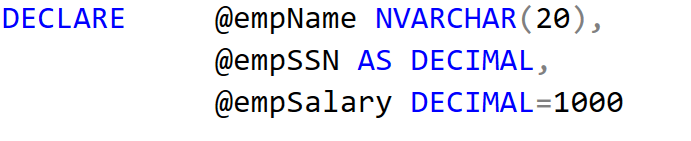 DECLARE @empName NVARCHAR(20),
@empSSN AS DECIMAL,
@empSalary DECIMAL=1000